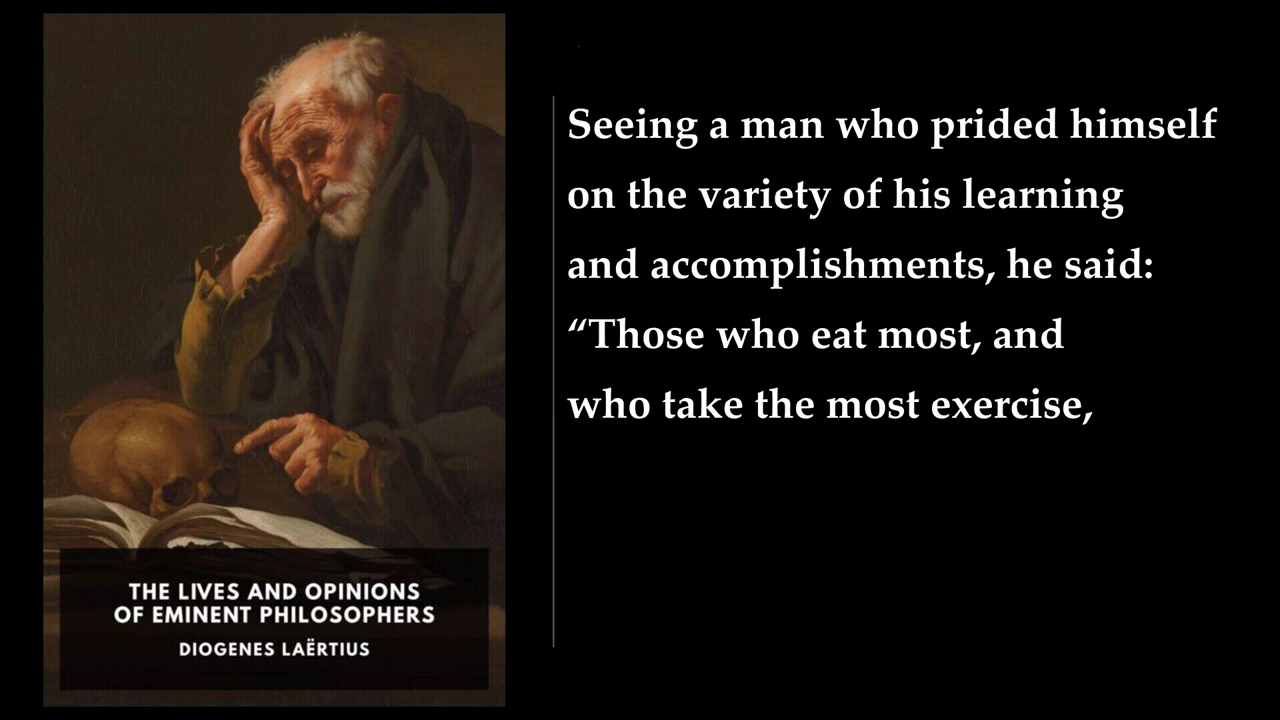 THE LIVES AND OPINIONS
OF EMINENT PHILOSOPHERS
DIOGENES LAËRTIUS
Seeing a man who prided himself
on the variety of his learning
and accomplishments, he said:
“Those who eat most, and
who take the most exercise,